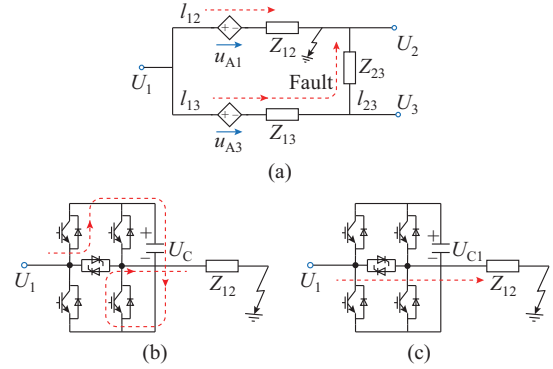 l12
Z12
uA1
U2
U1
Z23
Fault
l13
l23
U3
uA3
Z13
(a)
+
UC
−
U1
Z12
(b)
+
UC1
−
U1
Z12
(c)